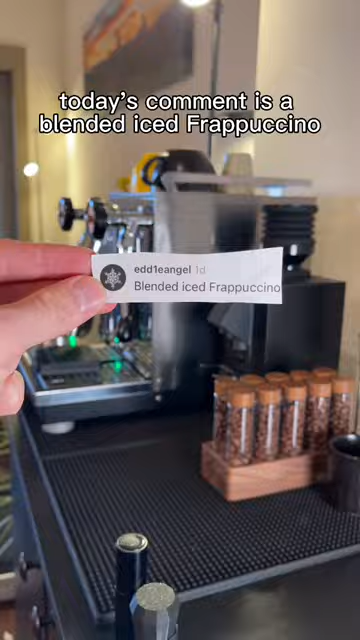 today's comment is a
blended iced Frappuccino
edd1eangel 1d
Blended iced Frappuccino